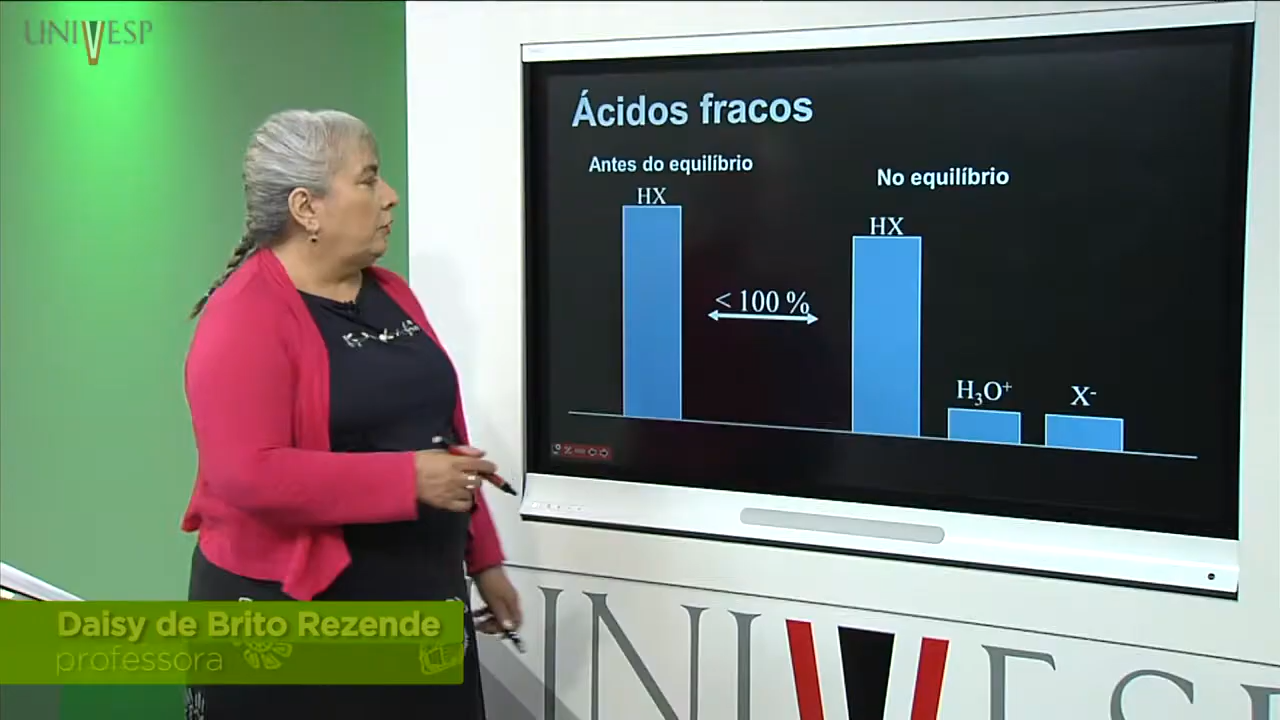 UNIVESP
Ácidos fracos
Antes do equilíbrio
No equilíbrio
HX
HX
< 100 %
H₃O⁺
X⁻
Daisy de Brito Rezende
professora
UNIVESP